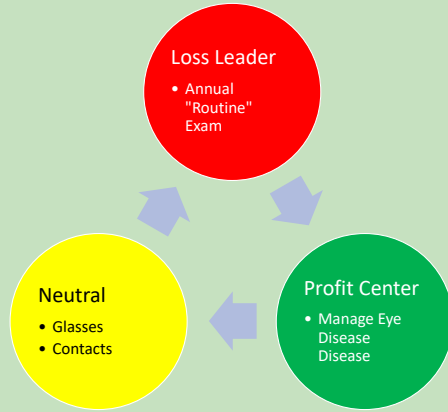 Loss Leader
• Annual
"Routine"
Exam
Profit Center
• Manage Eye
Disease
Disease
Neutral
• Glasses
• Contacts